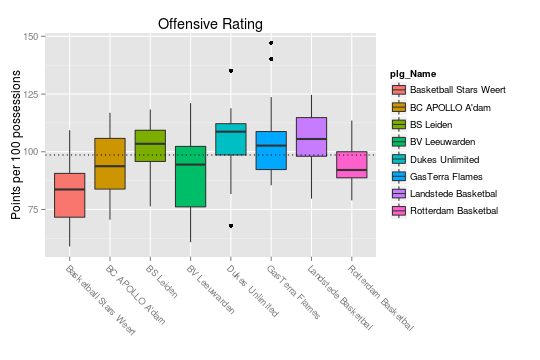 Offensive Rating
Points per 100 possessions
150
125
100
75
Basketball Stars Weert
BC APOLLO A'dam
BS Leiden
BV Leeuwarden
Dukes Unlimited
GasTerra Flames
Landstede Basketbal
Rotterdam Basketbal
plg_Name
Basketball Stars Weert
BC APOLLO A'dam
BS Leiden
BV Leeuwarden
Dukes Unlimited
GasTerra Flames
Landstede Basketbal
Rotterdam Basketbal